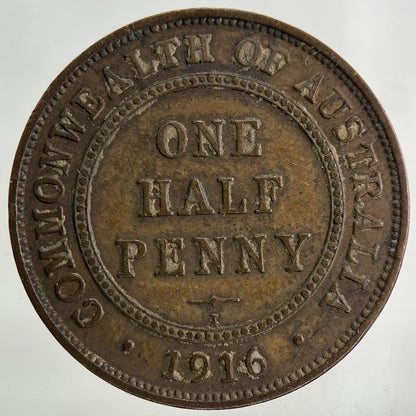 COMMONWEALTH OF AUSTRALIA
ONE
HALF
PENNY
I
· 1916 ·